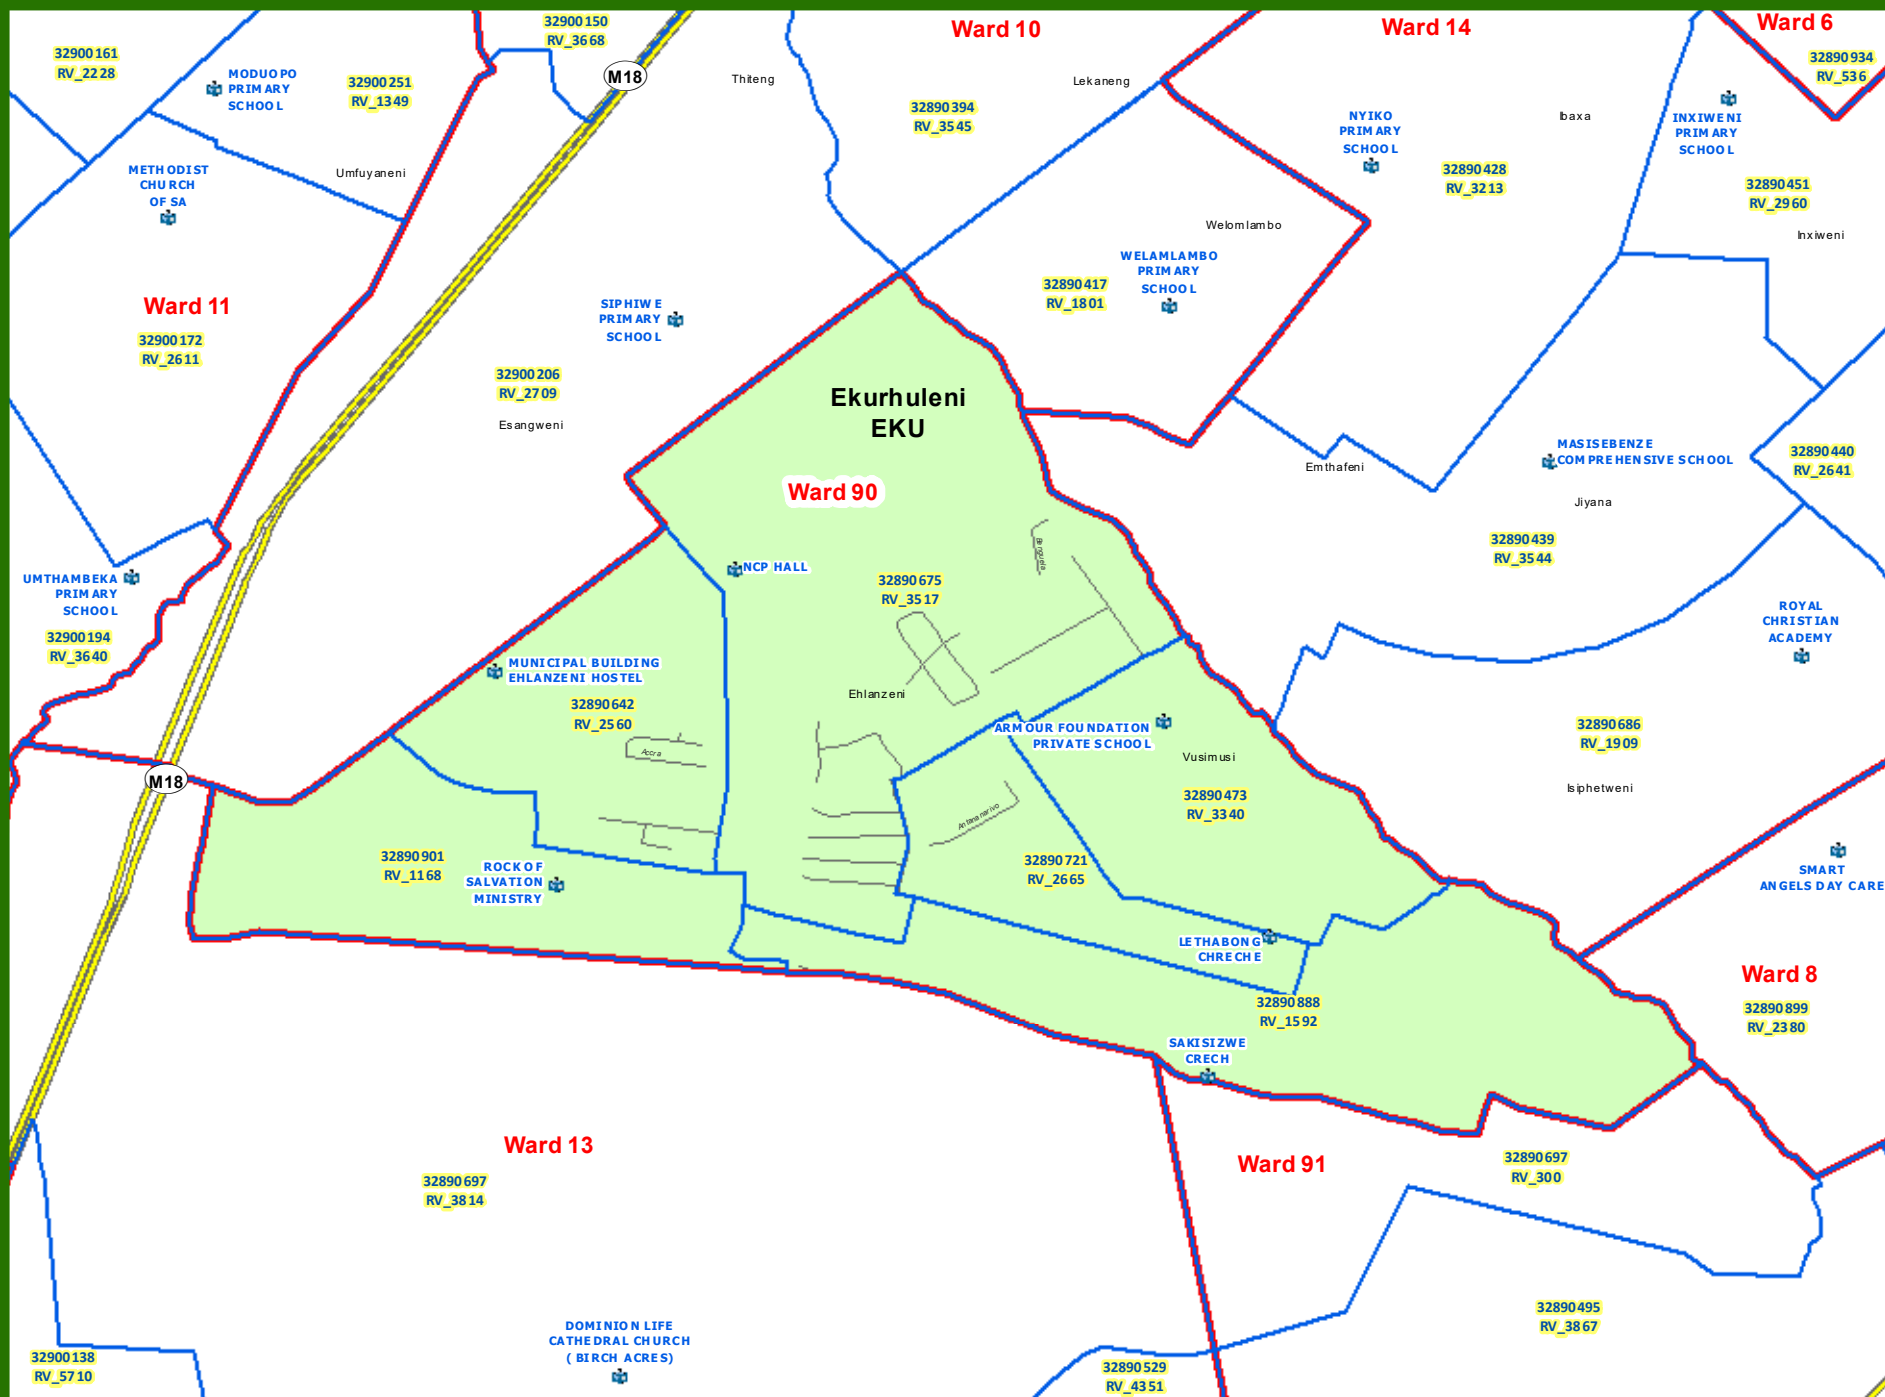 32900161
RV_2228
MODUOPO
PRIMARY
SCHOOL
32900251
RV_1349
32900150
RV_3668
M18
Thiteng
Ward 10
32890394
RV_3545
Lekaneng
Ward 14
Ward 6
32890934
RV_536
NYIKO
PRIMARY
SCHOOL
Ibaxa
INXIWENI
PRIMARY
SCHOOL
32890428
RV_3213
32890451
RV_2960
Inxiweni
METHODIST
CHURCH
OF SA
Umfuyaneni
Welomlambo
WELAMLAMBO
PRIMARY
SCHOOL
32890417
RV_1801
Ward 11
32900172
RV_2611
SIPHIWE
PRIMARY
SCHOOL
32900206
RV_2709
Esangweni
Ekurhuleni
EKU
Ward 90
Emthafeni
MASISEBENZE
COMPREHENSIVE SCHOOL
Jiyana
32890440
RV_2641
32890439
RV_3544
UMTHAMBEKA
PRIMARY
SCHOOL
32900194
RV_3640
NCP HALL
32890675
RV_3517
Benguela
ROYAL
CHRISTIAN
ACADEMY
MUNICIPAL BUILDING
EHLANZENI HOSTEL
32890642
RV_2560
Accra
Ehlanzeni
ARMOUR FOUNDATION
PRIVATE SCHOOL
Vusimusi
32890473
RV_3340
32890686
RV_1909
Isiphetweni
M18
Antananarivo
32890901
RV_1168
ROCK OF
SALVATION
MINISTRY
32890721
RV_2665
SMART
ANGELS DAY CARE
LETHABONG
CHRECHE
32890888
RV_1592
SAKISIZWE
CRECH
Ward 8
32890899
RV_2380
Ward 13
32890697
RV_3814
Ward 91
32890697
RV_300
32890495
RV_3867
DOMINION LIFE
CATHEDRAL CHURCH
( BIRCH ACRES)
32900138
RV_5710
32890529
RV_4351